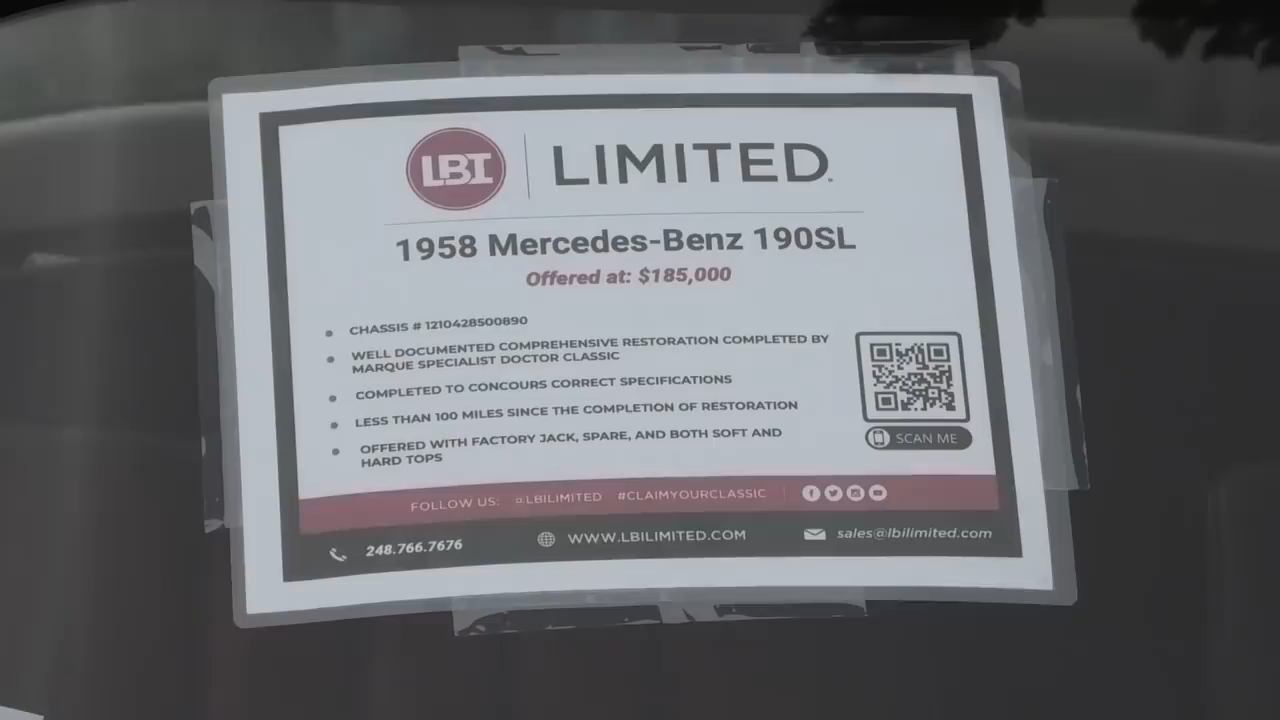 LBI LIMITED.
1958 Mercedes-Benz 190SL
Offered at: $185,000
CHASSIS # 1210428500890
WELL DOCUMENTED COMPREHENSIVE RESTORATION COMPLETED BY
MARQUE SPECIALIST DOCTOR CLASSIC
COMPLETED TO CONCOURS CORRECT SPECIFICATIONS
LESS THAN 100 MILES SINCE THE COMPLETION OF RESTORATION
OFFERED WITH FACTORY JACK, SPARE, AND BOTH SOFT AND
HARD TOPS
SCAN ME
FOLLOW US: @LBILIMITED #CLAIMYOURCLASSIC
248.766.7676 WWW.LBILIMITED.COM sales@lbilimited.com